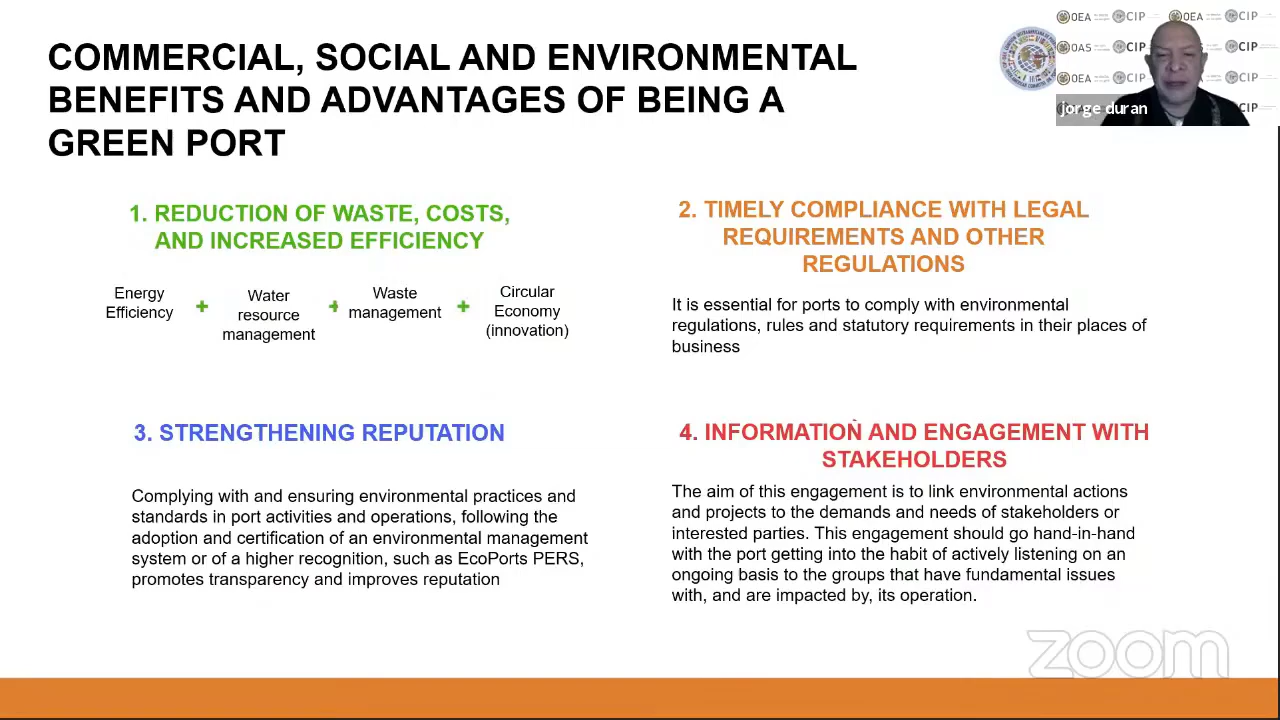 COMMERCIAL, SOCIAL AND ENVIRONMENTAL
BENEFITS AND ADVANTAGES OF BEING A
GREEN PORT
OEA CIP OEA CIP
OAS CIP CIP
OEA CIP CIP
CIP
jorge duran
1. REDUCTION OF WASTE, COSTS,
AND INCREASED EFFICIENCY
Energy
Efficiency
+
Water
resource
management
+
Waste
management
+
Circular
Economy
(innovation)
2. TIMELY COMPLIANCE WITH LEGAL
REQUIREMENTS AND OTHER
REGULATIONS
It is essential for ports to comply with environmental
regulations, rules and statutory requirements in their places of
business
3. STRENGTHENING REPUTATION
Complying with and ensuring environmental practices and
standards in port activities and operations, following the
adoption and certification of an environmental management
system or of a higher recognition, such as EcoPorts PERS,
promotes transparency and improves reputation
4. INFORMATION AND ENGAGEMENT WITH
STAKEHOLDERS
The aim of this engagement is to link environmental actions
and projects to the demands and needs of stakeholders or
interested parties. This engagement should go hand-in-hand
with the port getting into the habit of actively listening on an
ongoing basis to the groups that have fundamental issues
with, and are impacted by, its operation.
zoom